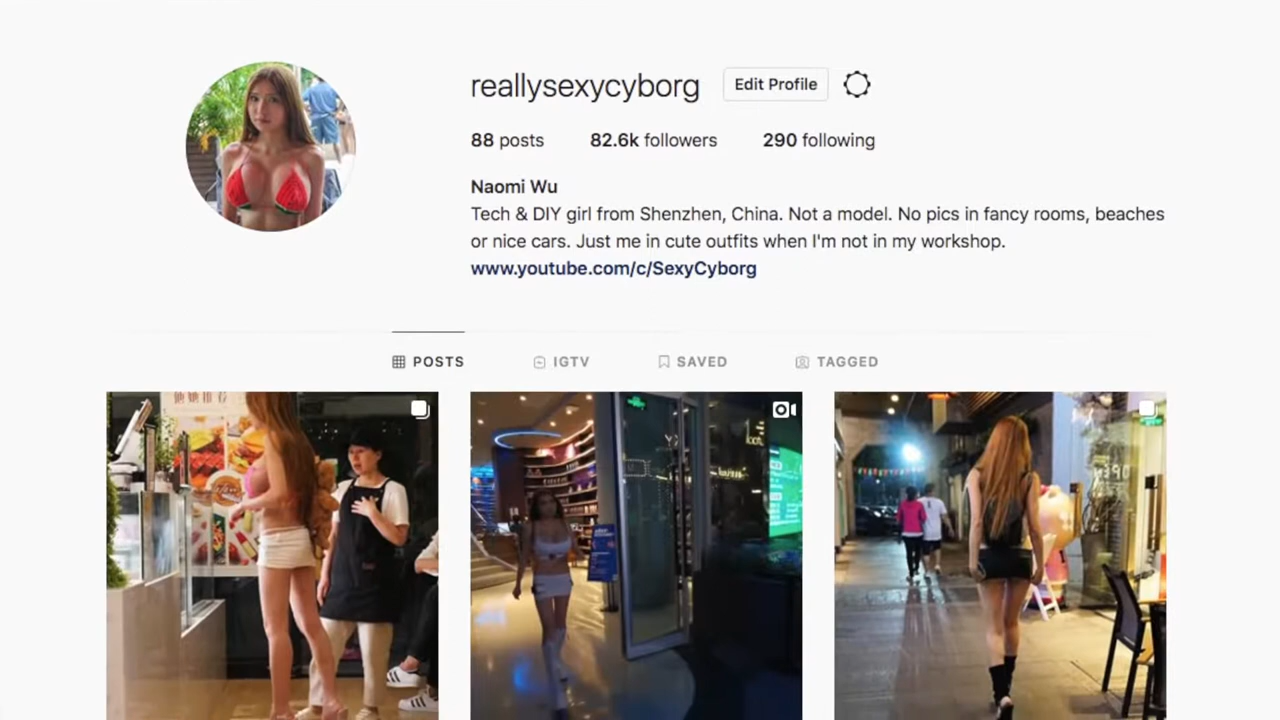 reallysexycyborg Edit Profile
88 posts 82.6k followers 290 following
Naomi Wu
Tech & DIY girl from Shenzhen, China. Not a model. No pics in fancy rooms, beaches
or nice cars. Just me in cute outfits when I'm not in my workshop.
www.youtube.com/c/SexyCyborg
POSTS IGTV SAVED TAGGED
OPEN